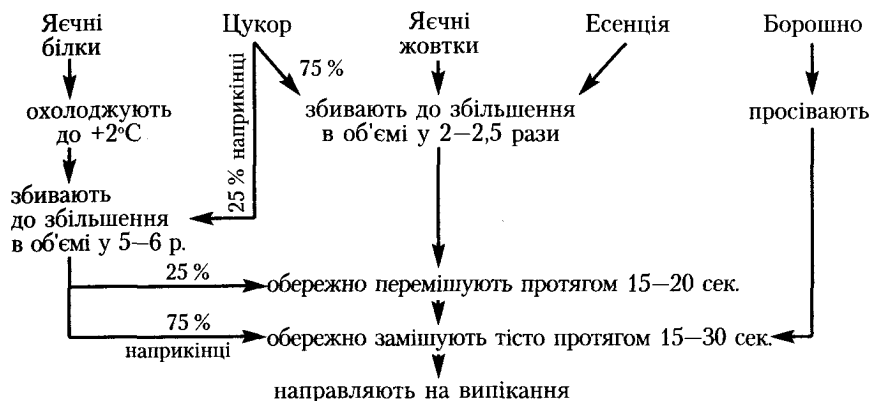 Яєчні
білки
Цукор
Яєчні
жовтки
Есенція
Борошно
75 %
25 % наприкінці
охолоджують
до +2°С
збивають до збільшення
в об'ємі у 2–2,5 рази
просівають
збивають
до збільшення
в об'ємі у 5–6 р.
25 %
обережно перемішують протягом 15–20 сек.
75 %
наприкінці
обережно замішують тісто протягом 15–30 сек.
направляють на випікання